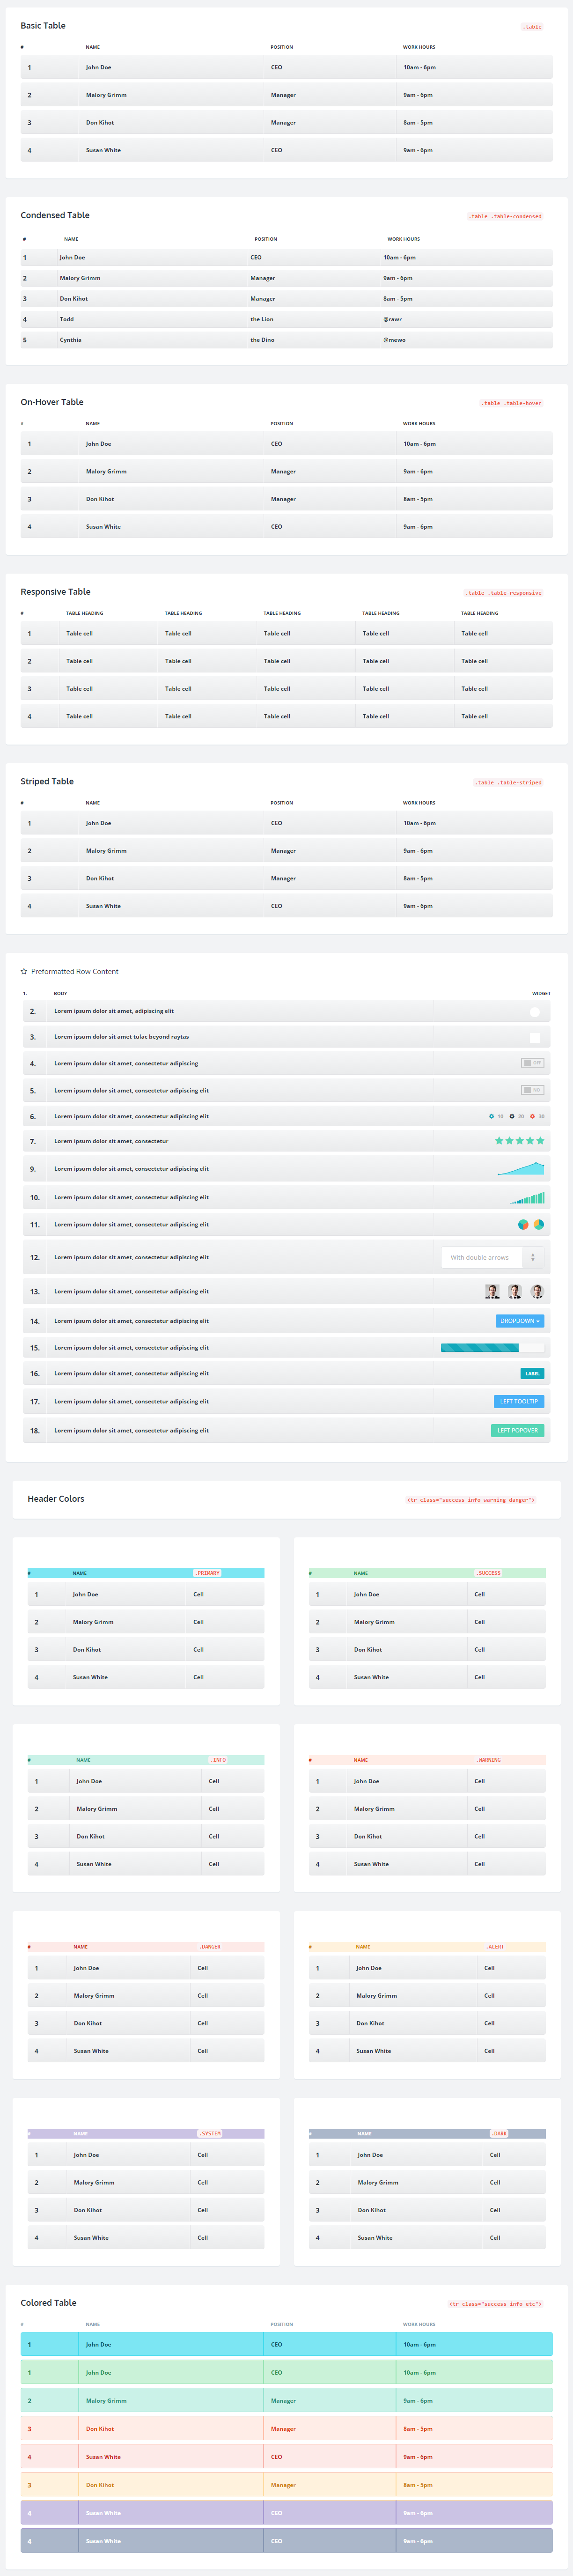 Basic Table .table
# NAME POSITION WORK HOURS
1 John Doe CEO 10am - 6pm
2 Malory Grimm Manager 9am - 6pm
3 Don Kihot Manager 8am - 5pm
4 Susan White CEO 9am - 6pm
Condensed Table .table .table-condensed
# NAME POSITION WORK HOURS
1 John Doe CEO 10am - 6pm
2 Malory Grimm Manager 9am - 6pm
3 Don Kihot Manager 8am - 5pm
4 Todd the Lion @rawr
5 Cynthia the Dino @mewo
On-Hover Table .table .table-hover
# NAME POSITION WORK HOURS
1 John Doe CEO 10am - 6pm
2 Malory Grimm Manager 9am - 6pm
3 Don Kihot Manager 8am - 5pm
4 Susan White CEO 9am - 6pm
Responsive Table .table .table-responsive
# TABLE HEADING TABLE HEADING TABLE HEADING TABLE HEADING TABLE HEADING
1 Table cell Table cell Table cell Table cell Table cell
2 Table cell Table cell Table cell Table cell Table cell
3 Table cell Table cell Table cell Table cell Table cell
4 Table cell Table cell Table cell Table cell Table cell
Striped Table .table .table-striped
# NAME POSITION WORK HOURS
1 John Doe CEO 10am - 6pm
2 Malory Grimm Manager 9am - 6pm
3 Don Kihot Manager 8am - 5pm
4 Susan White CEO 9am - 6pm
Preformatted Row Content
1. BODY WIDGET
2. Lorem ipsum dolor sit amet, adipiscing elit
3. Lorem ipsum dolor sit amet tulac beyond raytas
4. Lorem ipsum dolor sit amet, consectetur adipiscing
5. Lorem ipsum dolor sit amet, consectetur adipiscing elit
6. Lorem ipsum dolor sit amet, consectetur adipiscing elit 10 20 30
7. Lorem ipsum dolor sit amet, consectetur
9. Lorem ipsum dolor sit amet, consectetur adipiscing elit
10. Lorem ipsum dolor sit amet, consectetur adipiscing elit
11. Lorem ipsum dolor sit amet, consectetur adipiscing elit
12. Lorem ipsum dolor sit amet, consectetur adipiscing elit With double arrows
13. Lorem ipsum dolor sit amet, consectetur adipiscing elit
14. Lorem ipsum dolor sit amet, consectetur adipiscing elit DROPDOWN
15. Lorem ipsum dolor sit amet, consectetur adipiscing elit
16. Lorem ipsum dolor sit amet, consectetur adipiscing elit LABEL
17. Lorem ipsum dolor sit amet, consectetur adipiscing elit LEFT TOOLTIP
18. Lorem ipsum dolor sit amet, consectetur adipiscing elit LEFT POPOVER
Header Colors <tr class="success info warning danger">
# NAME .PRIMARY
1 John Doe Cell
2 Malory Grimm Cell
3 Don Kihot Cell
4 Susan White Cell
# NAME .SUCCESS
1 John Doe Cell
2 Malory Grimm Cell
3 Don Kihot Cell
4 Susan White Cell
# NAME .INFO
1 John Doe Cell
2 Malory Grimm Cell
3 Don Kihot Cell
4 Susan White Cell
# NAME .WARNING
1 John Doe Cell
2 Malory Grimm Cell
3 Don Kihot Cell
4 Susan White Cell
# NAME .DANGER
1 John Doe Cell
2 Malory Grimm Cell
3 Don Kihot Cell
4 Susan White Cell
# NAME .ALERT
1 John Doe Cell
2 Malory Grimm Cell
3 Don Kihot Cell
4 Susan White Cell
# NAME .SYSTEM
1 John Doe Cell
2 Malory Grimm Cell
3 Don Kihot Cell
4 Susan White Cell
# NAME .DARK
1 John Doe Cell
2 Malory Grimm Cell
3 Don Kihot Cell
4 Susan White Cell
Colored Table <tr class="success info etc">
# NAME POSITION WORK HOURS
1 John Doe CEO 10am - 6pm
1 John Doe CEO 10am - 6pm
2 Malory Grimm Manager 9am - 6pm
3 Don Kihot Manager 8am - 5pm
4 Susan White CEO 9am - 6pm
3 Don Kihot Manager 8am - 5pm
4 Susan White CEO 9am - 6pm
4 Susan White CEO 9am - 6pm